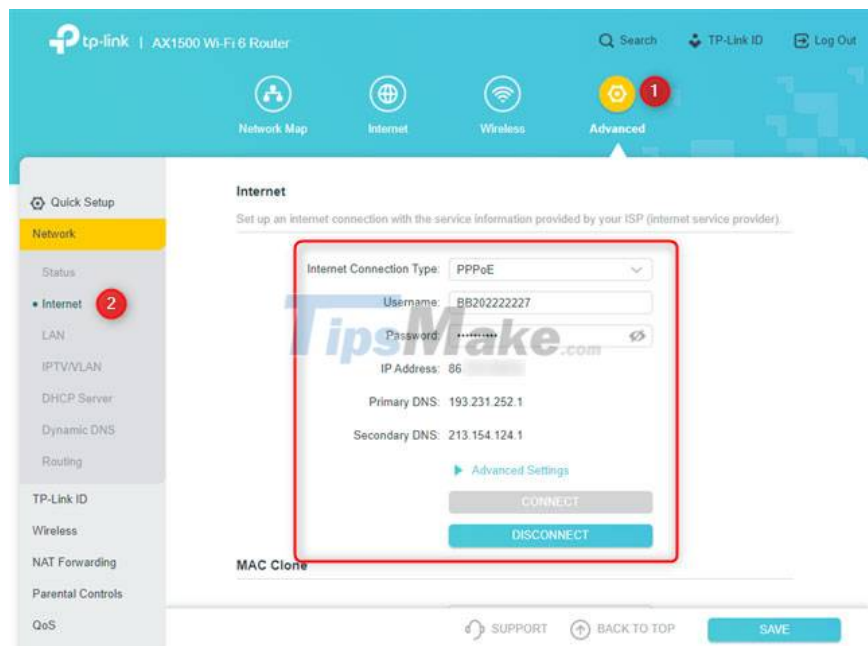 tp-link | AX1500 Wi-Fi 6 Router
Search
TP-Link ID
Log Out
Network Map
Internet
Wireless
Advanced
1
Quick Setup
Network
Status
Internet
2
LAN
IPTV/VLAN
DHCP Server
Dynamic DNS
Routing
TP-Link ID
Wireless
NAT Forwarding
Parental Controls
QoS
Internet
Set up an internet connection with the service information provided by your ISP (internet service provider).
Internet Connection Type: PPPoE
Username: BB202222227
Password: ••••••••••
IP Address: 86
Primary DNS: 193.231.252.1
Secondary DNS: 213.154.124.1
Advanced Settings
CONNECT
DISCONNECT
TipsMake.com
MAC Clone
SUPPORT
BACK TO TOP
SAVE